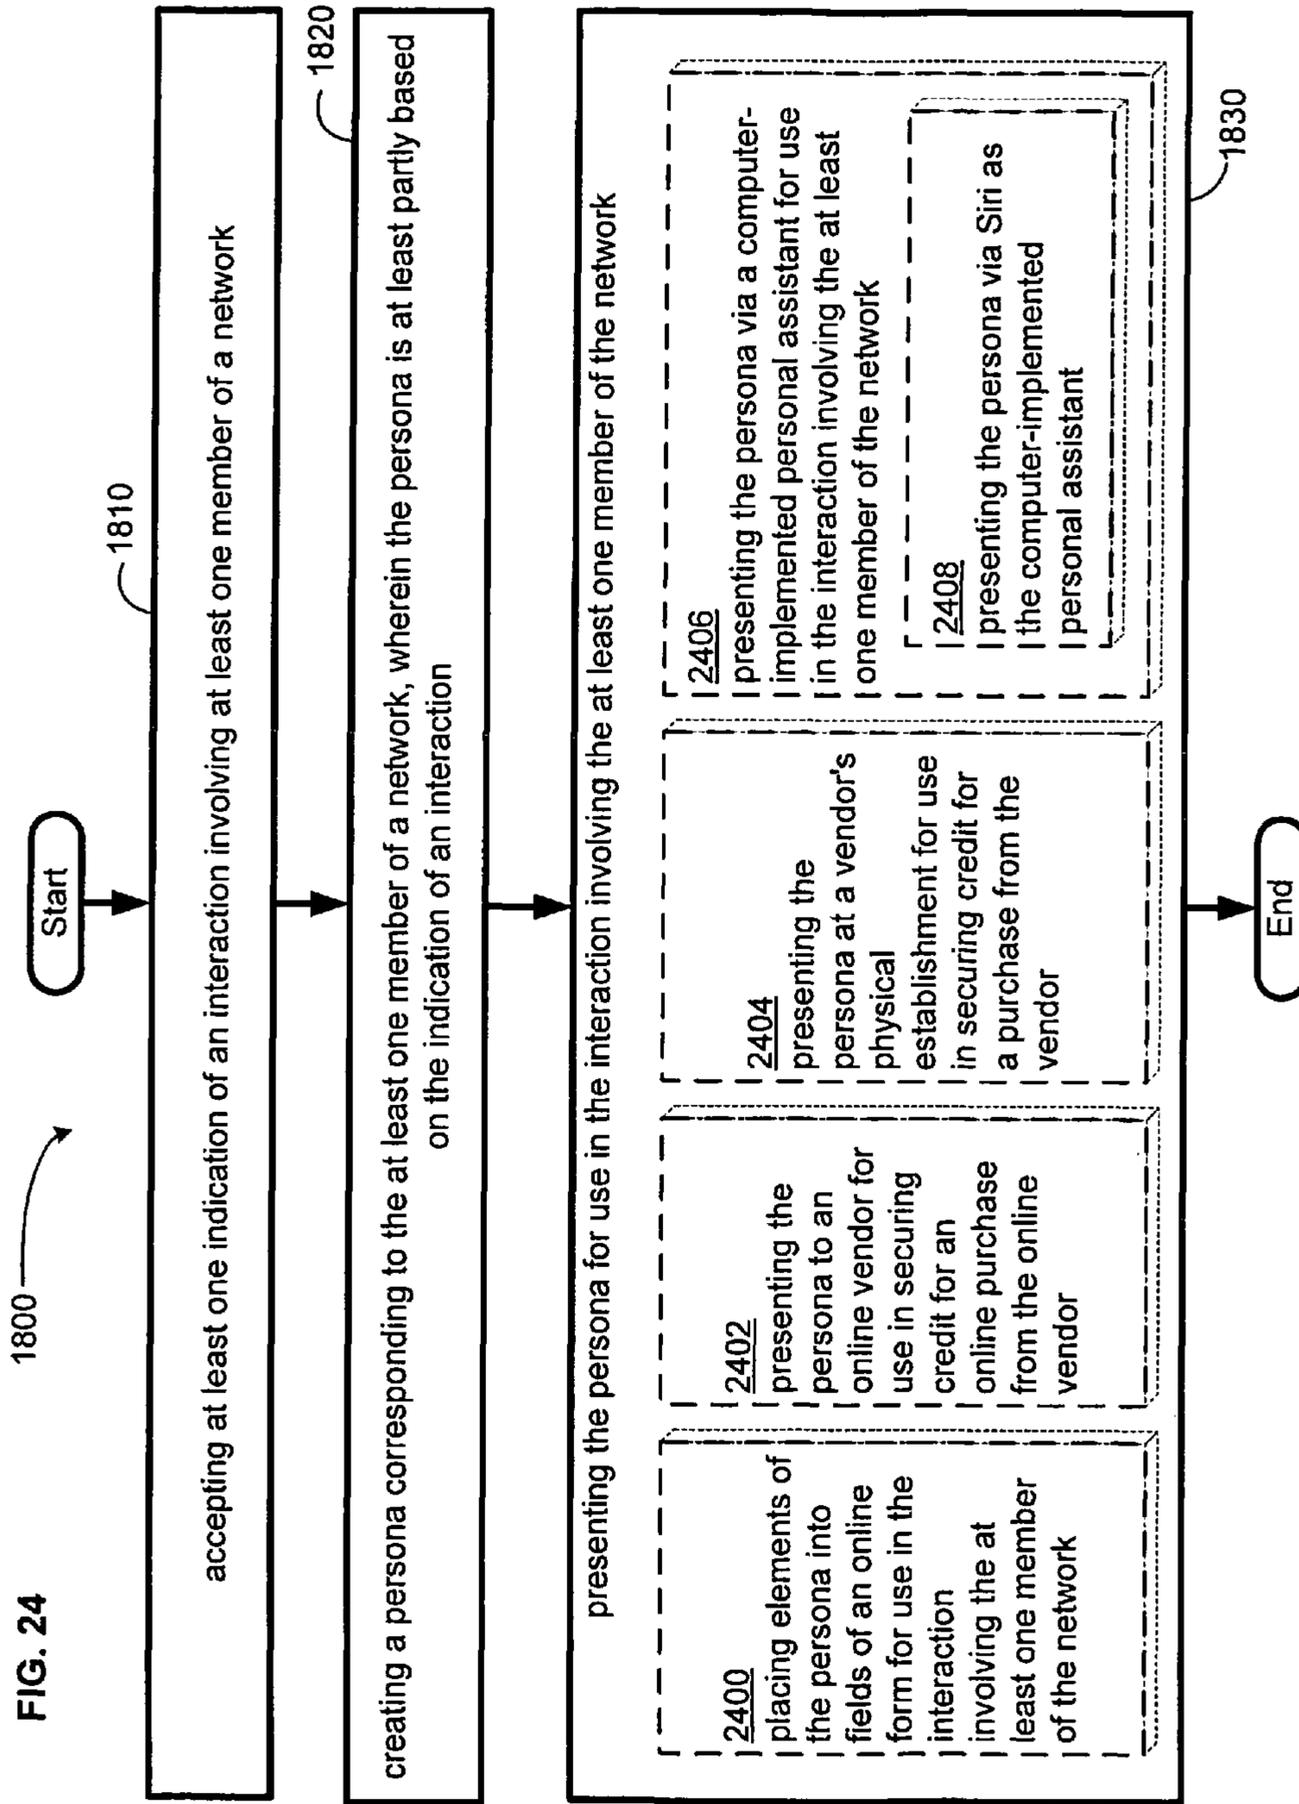 FIG. 24
1800
Start
1810
accepting at least one indication of an interaction involving at least one member of a network
1820
creating a persona corresponding to the at least one member of a network, wherein the persona is at least partly based
on the indication of an interaction
presenting the persona for use in the interaction involving the at least one member of the network
2400
placing elements of
the persona into
fields of an online
form for use in the
interaction
involving the at
least one member
of the network
2402
presenting the
persona to an
online vendor for
use in securing
credit for an
online purchase
from the online
vendor
2404
presenting the
persona at a vendor's
physical
establishment for use
in securing credit for
a purchase from the
vendor
2406
presenting the persona via a computer-
implemented personal assistant for use
in the interaction involving the at least
one member of the network
2408
presenting the persona via Siri as
the computer-implemented
personal assistant
1830
End